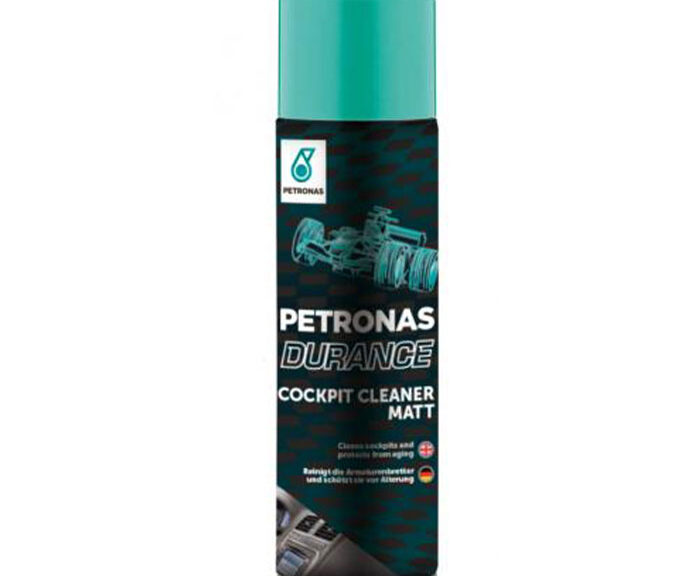 PETRONAS
PETRONAS
DURANCE
COCKPIT CLEANER
MATT
Cleans cockpits and
protects from aging
Reinigt die Armaturenbretter
und schützt sie vor Alterung